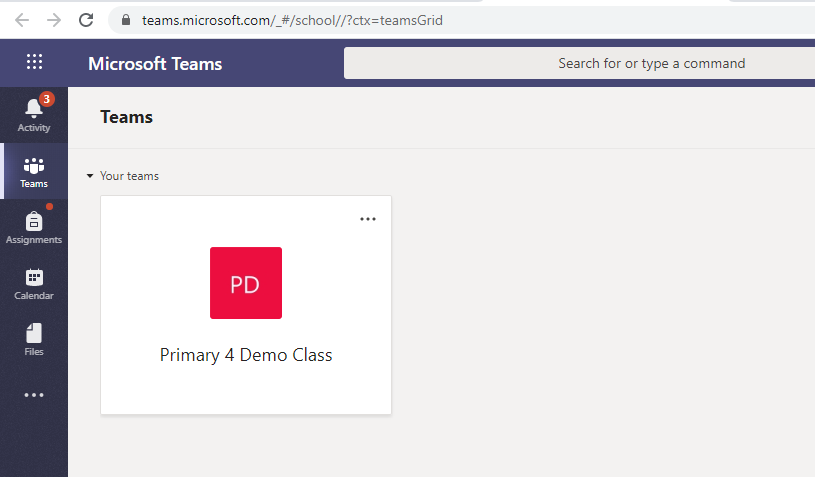 teams.microsoft.com/_#/school//?ctx=teamsGrid
Microsoft Teams
Search for or type a command
3
Activity
Teams
Assignments
Calendar
Files
Teams
Your teams
PD
Primary 4 Demo Class